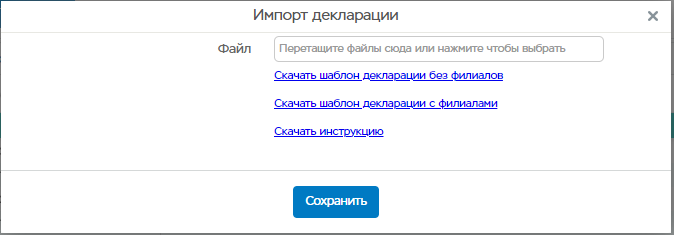 Импорт декларации
Файл
Перетащите файлы сюда или нажмите чтобы выбрать
Скачать шаблон декларации без филиалов
Скачать шаблон декларации с филиалами
Скачать инструкцию
Сохранить